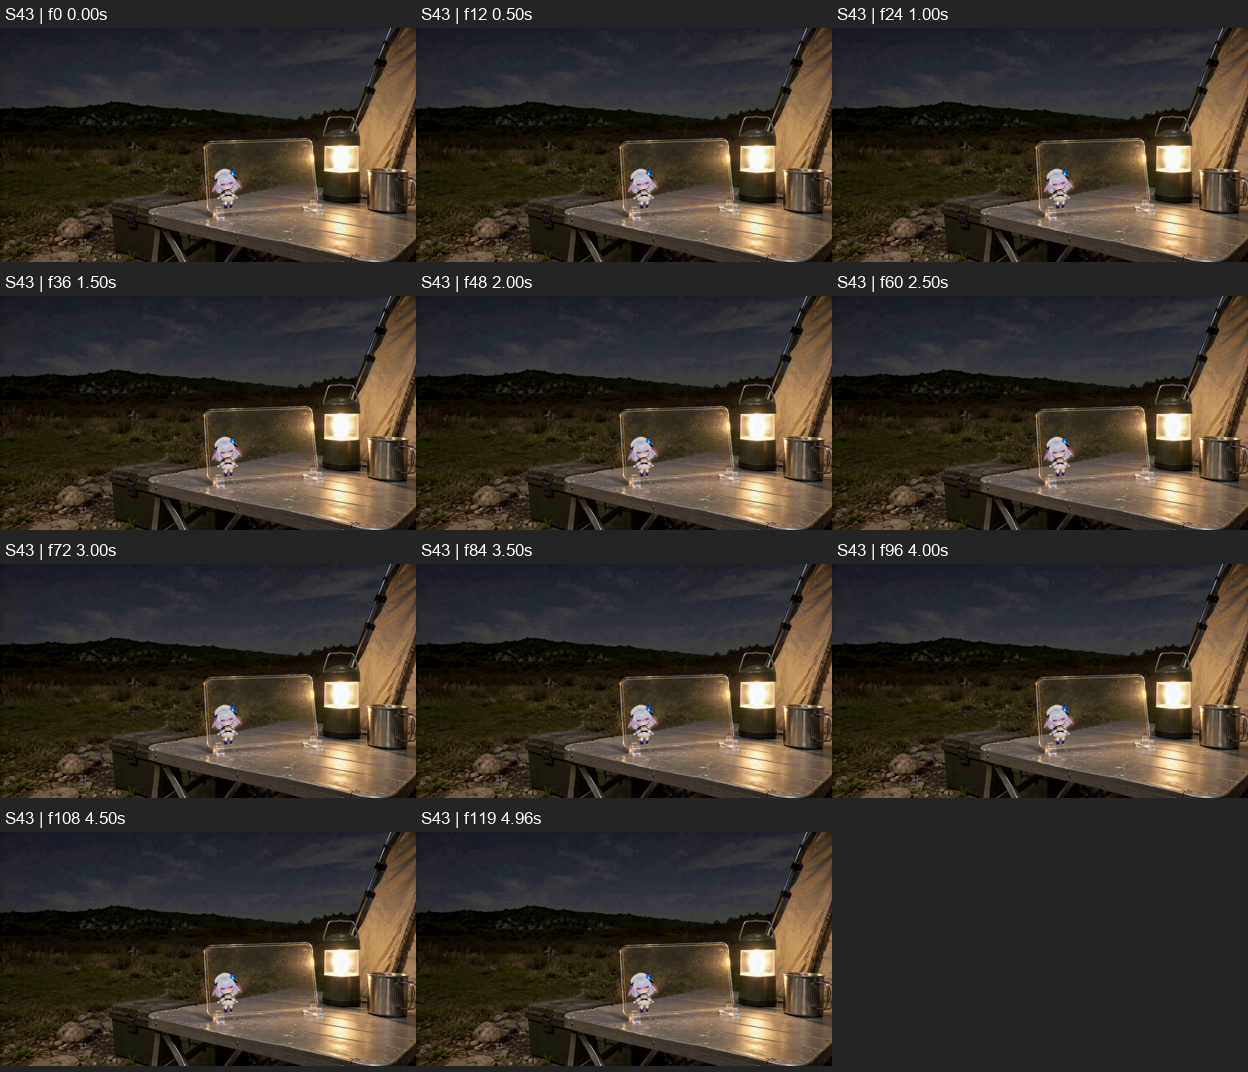 S43 | f0 0.00s
S43 | f12 0.50s
S43 | f24 1.00s
S43 | f36 1.50s
S43 | f48 2.00s
S43 | f60 2.50s
S43 | f72 3.00s
S43 | f84 3.50s
S43 | f96 4.00s
S43 | f108 4.50s
S43 | f119 4.96s